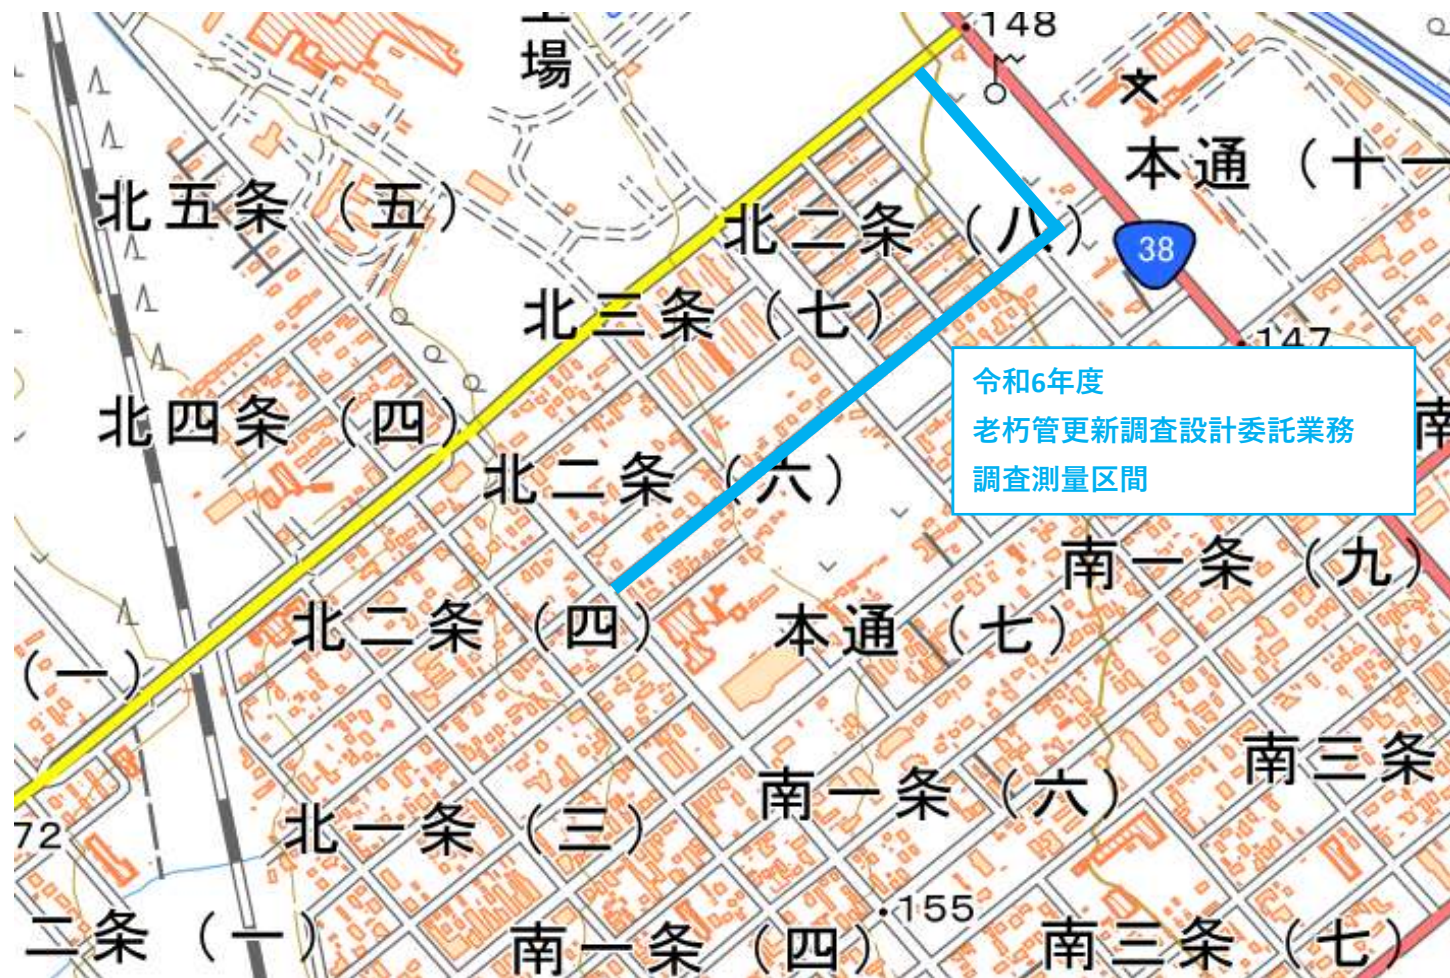 148
場
本通（十一
北五条（五）
北二条（八）
38
北三条（七）
147
令和6年度
老朽管更新調査設計委託業務
調査測量区間
北四条（四）
南
北二条（六）
南一条（九）
北二条（四）
本通（七）
（一）
南三条
南一条（六）
北一条（三）
72
155
二条（一）
南一条（四）
南三条（七）